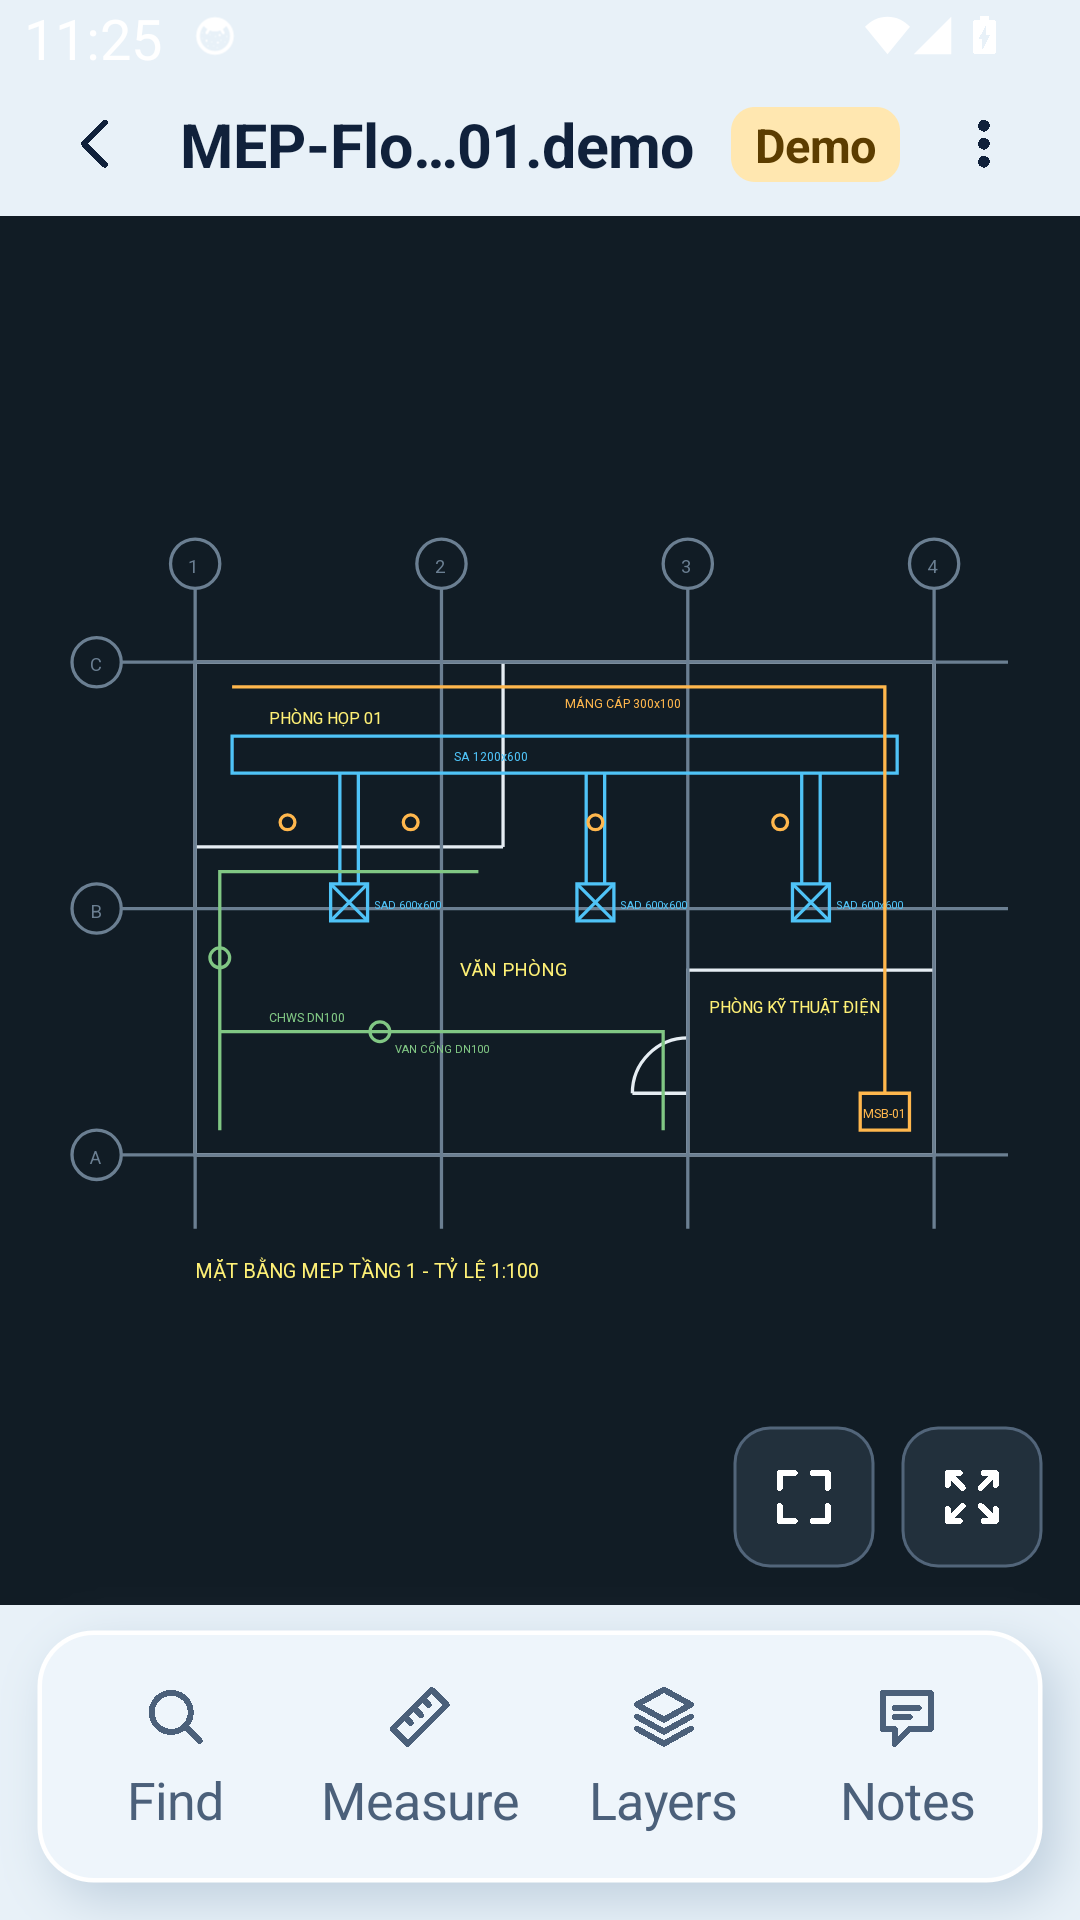 11:25
MEP-Flo...01.demo
Demo
1 2 3 4
C
MÁNG CÁP 300x100
PHÒNG HỌP 01
SA 1200x600
B
SAD 600x600 SAD 600x600 SAD 600x600
VĂN PHÒNG
PHÒNG KỸ THUẬT ĐIỆN
CHWS DN100
VAN CỔNG DN100
MSB-01
A
MẶT BẰNG MEP TẦNG 1 - TỶ LỆ 1:100
Find Measure Layers Notes